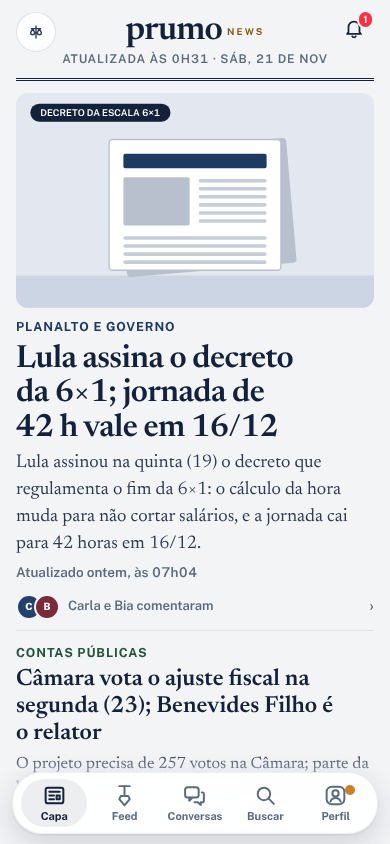 prumo NEWS
1
ATUALIZADA ÀS 0H31 · SÁB, 21 DE NOV
DECRETO DA ESCALA 6×1
PLANALTO E GOVERNO
Lula assina o decreto
da 6×1; jornada de
42 h vale em 16/12
Lula assinou na quinta (19) o decreto que
regulamenta o fim da 6×1: o cálculo da hora
muda para não cortar salários, e a jornada cai
para 42 horas em 16/12.
Atualizado ontem, às 07h04
C B Carla e Bia comentaram ›
CONTAS PÚBLICAS
Câmara vota o ajuste fiscal na
segunda (23); Benevides Filho é
o relator
O projeto precisa de 257 votos na Câmara; parte da
Capa Feed Conversas Buscar Perfil